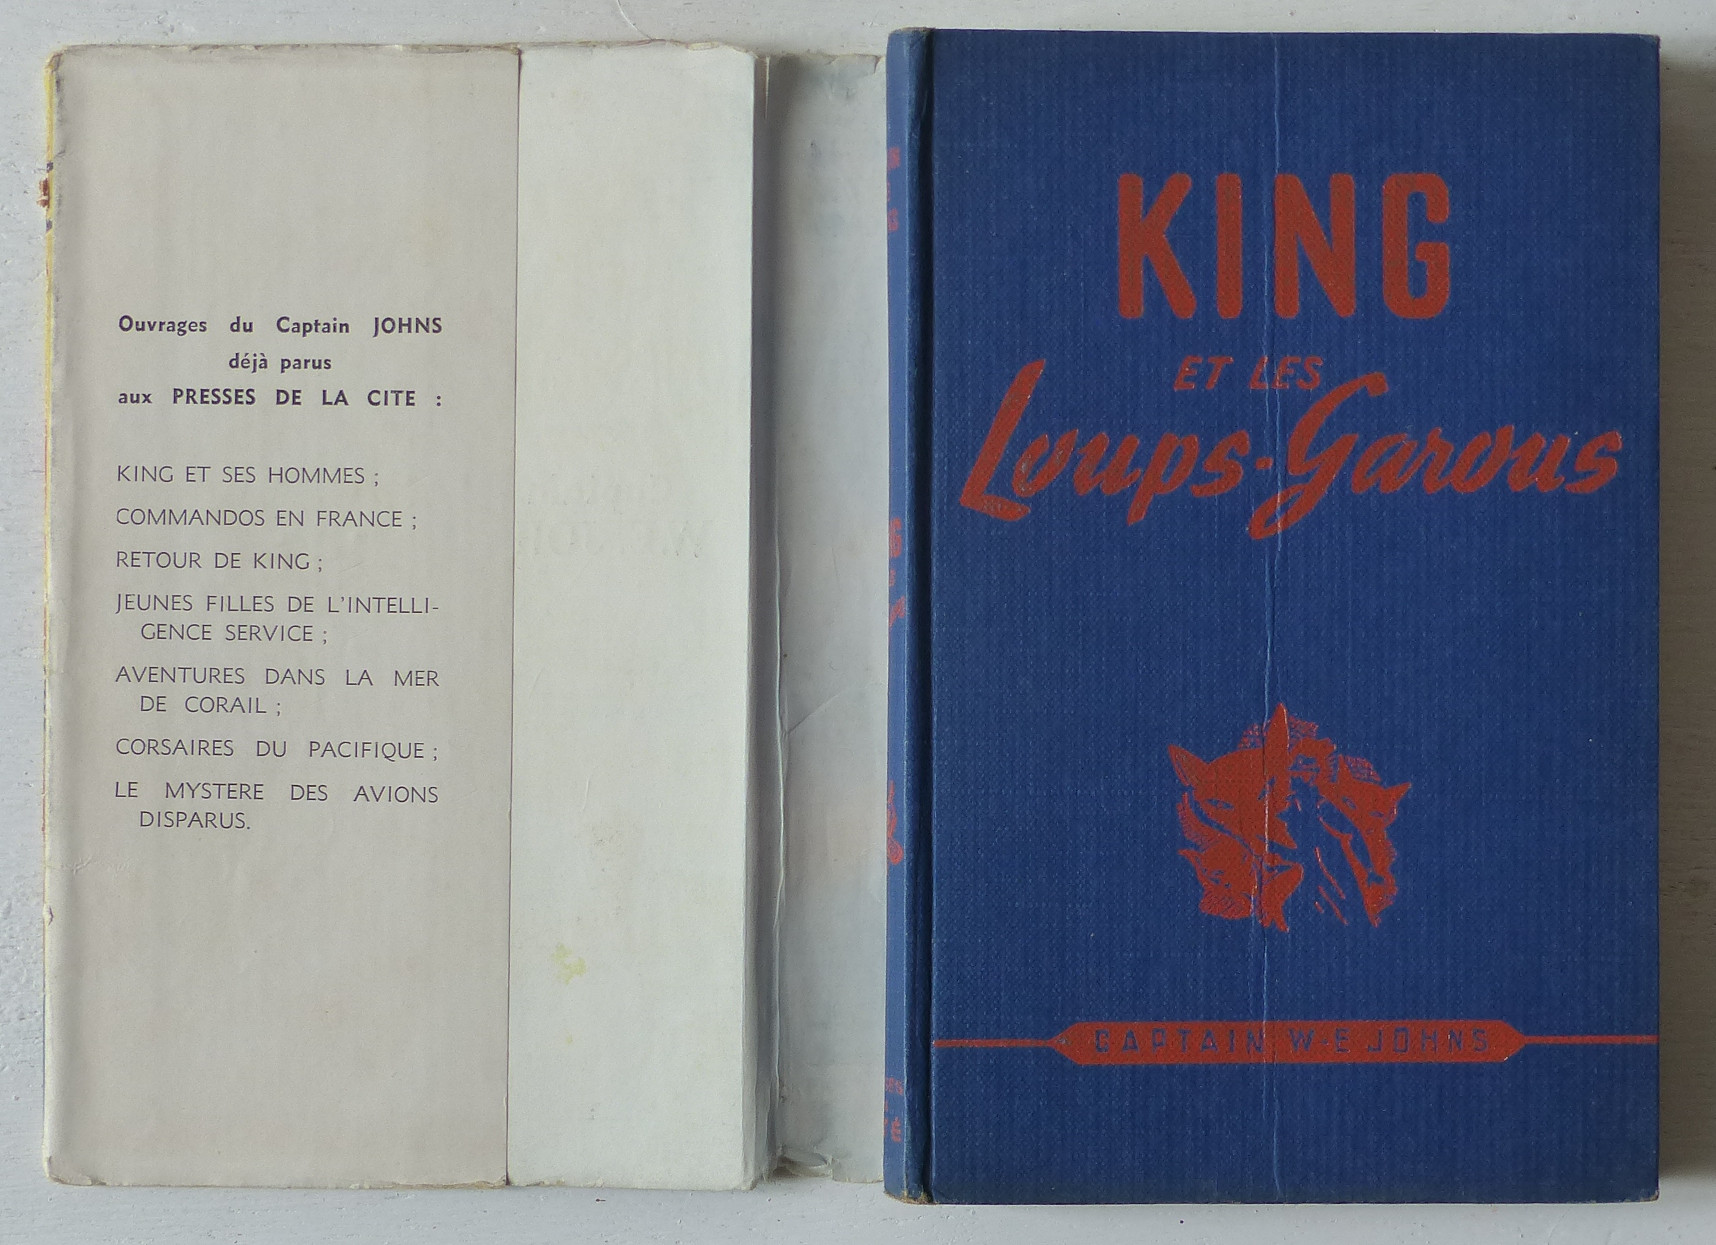 Ouvrages du Captain JOHNS
déjà parus
aux PRESSES DE LA CITE :
KING ET SES HOMMES ;
COMMANDOS EN FRANCE ;
RETOUR DE KING ;
JEUNES FILLES DE L'INTELLI-
GENCE SERVICE ;
AVENTURES DANS LA MER
DE CORAIL ;
CORSAIRES DU PACIFIQUE ;
LE MYSTERE DES AVIONS
DISPARUS.
KING
ET LES
Loups-Garous
CAPTAIN W-E JOHNS